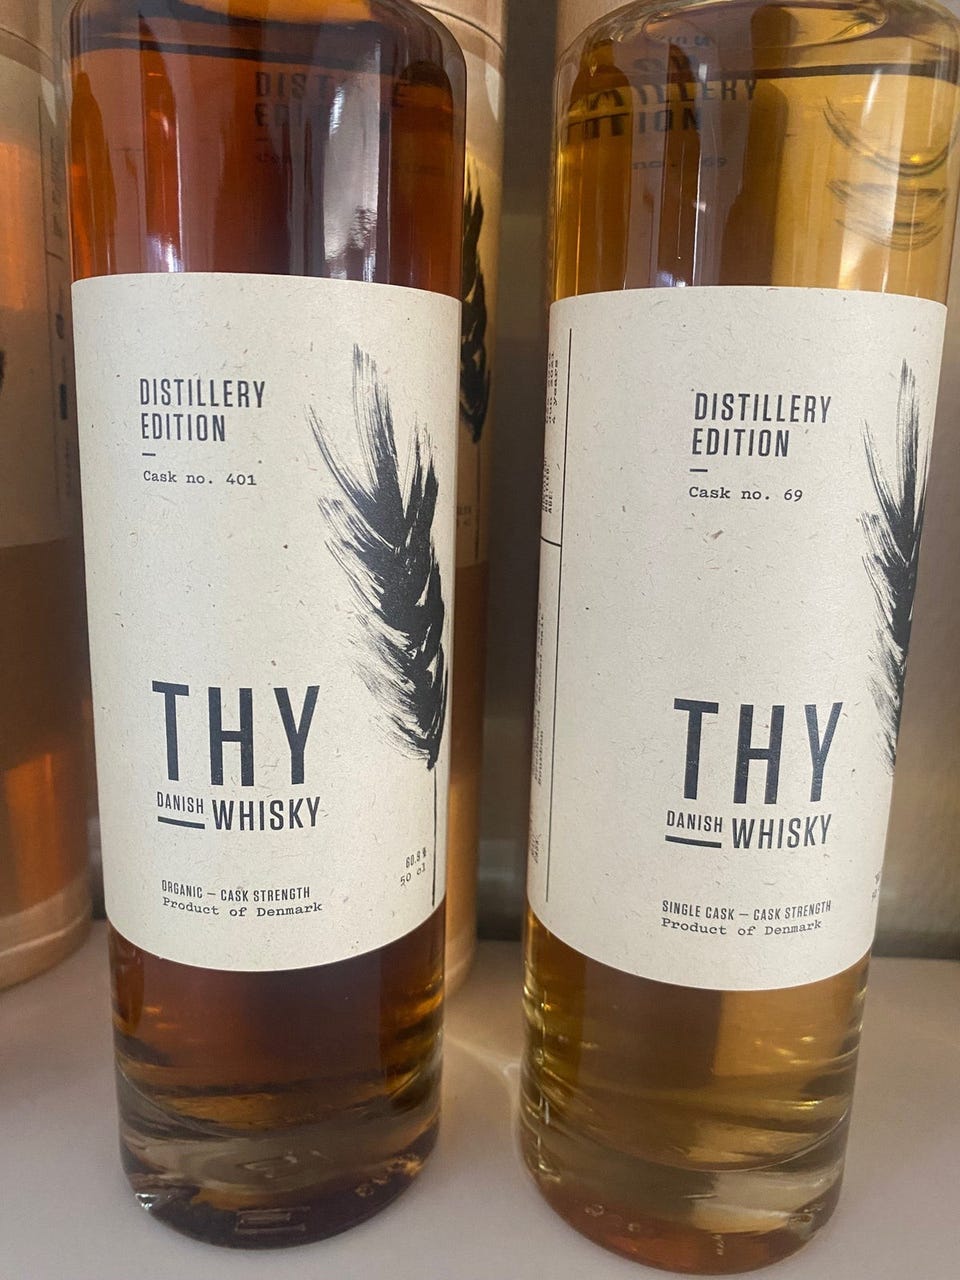 DISTILLERY
EDITION
Cask no. 401
THY
DANISH WHISKY
60.9 %
50 cl
ORGANIC – CASK STRENGTH
Product of Denmark
DISTILLERY
EDITION
Cask no. 69
THY
DANISH WHISKY
SINGLE CASK – CASK STRENGTH
Product of Denmark